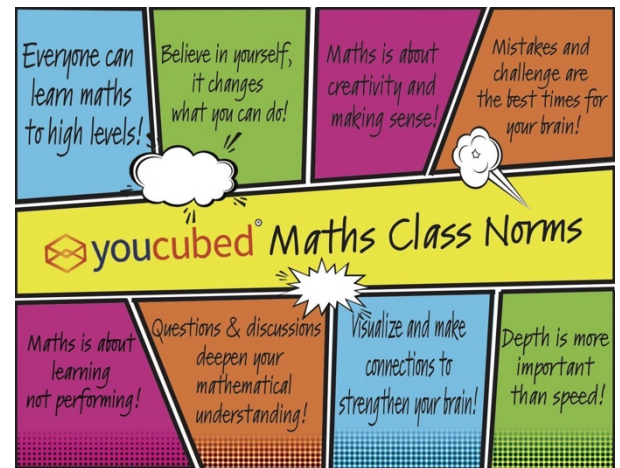 Everyone can
learn maths
to high levels!
Believe in yourself,
it changes
what you can do!
Maths is about
creativity and
making sense!
Mistakes and
challenge are
the best times for
your brain!
youcubed® Maths Class Norms
Maths is about
learning
not performing!
Questions & discussions
deepen your
mathematical
understanding!
Visualize and make
connections to
strengthen your brain!
Depth is more
important
than speed!